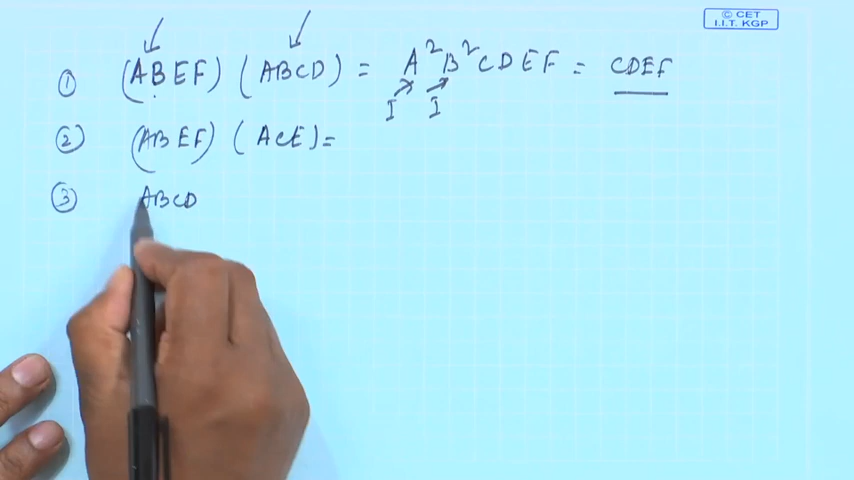 © CET
I.I.T. KGP
① (ABEF) (ABCD) = A²B²CDEF = CDEF
I I
② (ABEF) (ACE) =
③ ABCD